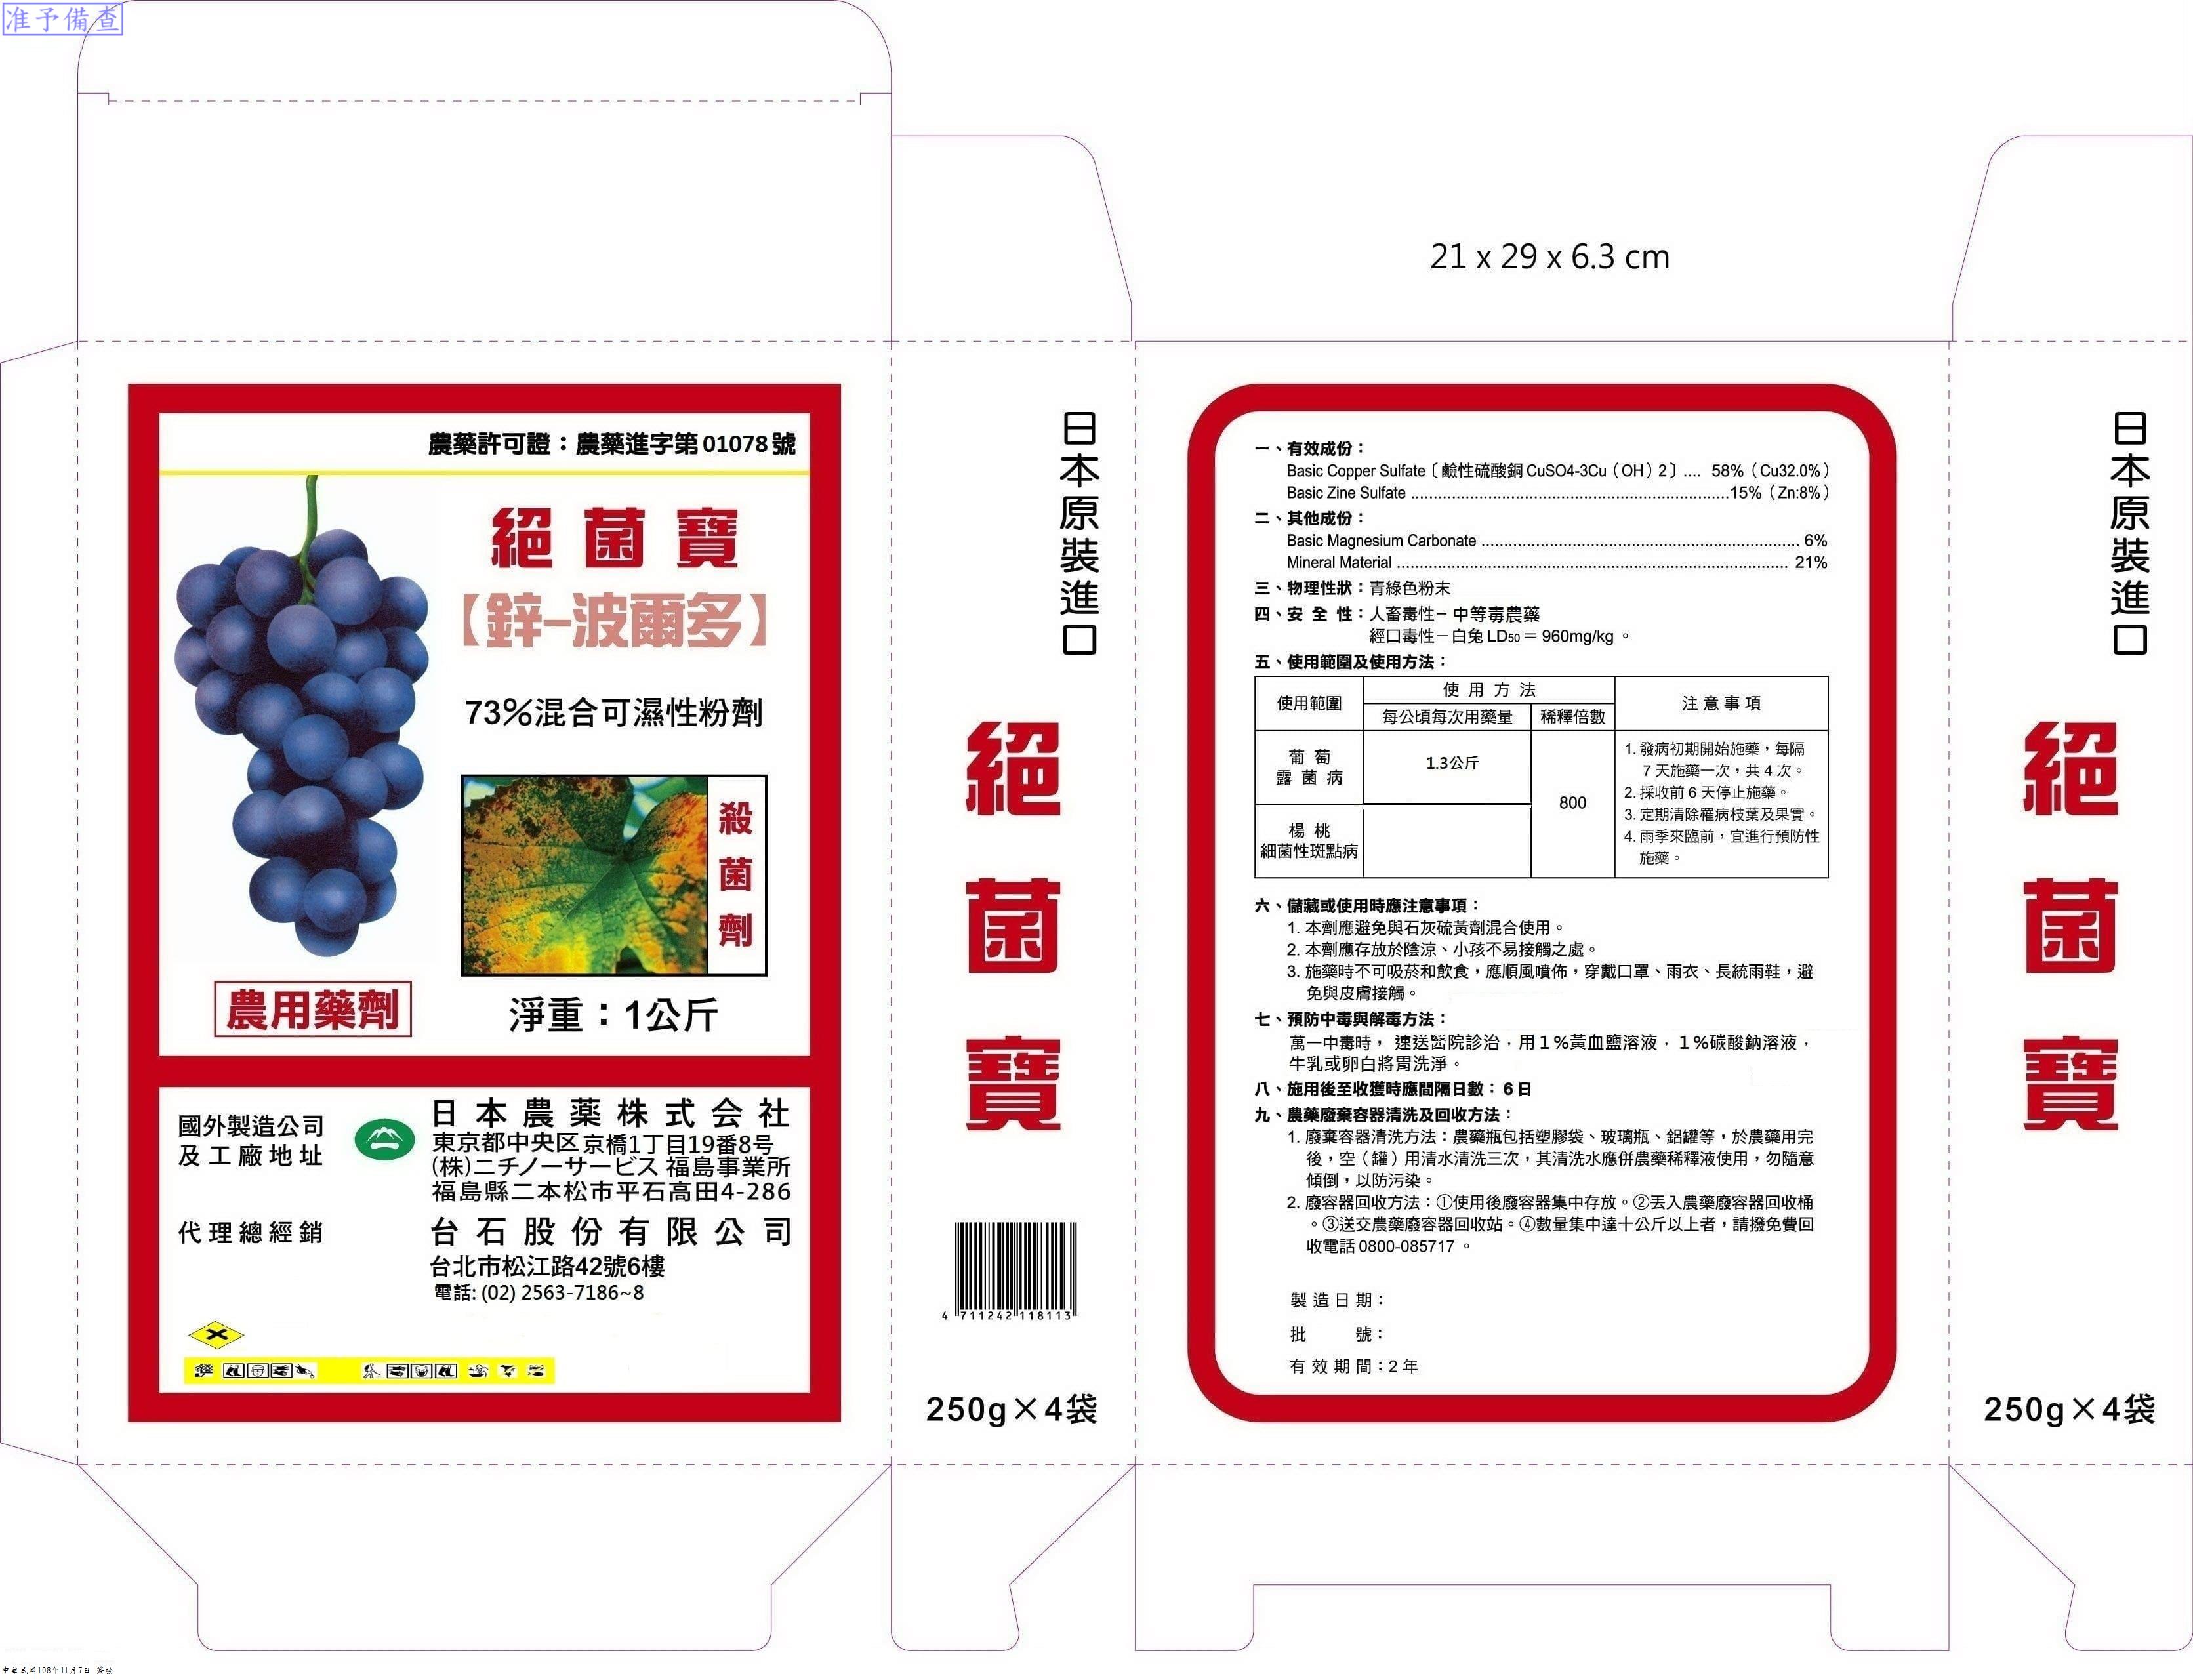 准予備查
21 x 29 x 6.3 cm
農藥許可證：農藥進字第01078號
絕菌寶
【鋅-波爾多】
73%混合可濕性粉劑
殺菌劑
農用藥劑
淨重：1公斤
國外製造公司
及工廠地址
日本農薬株式会社
東京都中央区京橋1丁目19番8号
(株)ニチノーサービス 福島事業所
福島縣二本松市平石高田4-286
代理總經銷
台石股份有限公司
台北市松江路42號6樓
電話: (02) 2563-7186~8
日本原裝進口
絕菌寶
4 711242 118113
250g×4袋
一、有效成份：
Basic Copper Sulfate〔鹼性硫酸銅CuSO4-3Cu（OH）2〕.... 58%（Cu32.0%）
Basic Zine Sulfate ......................................................................15%（Zn:8%）
二、其他成份：
Basic Magnesium Carbonate ...................................................................... 6%
Mineral Material ...................................................................................... 21%
三、物理性狀：青綠色粉末
四、安 全 性：人畜毒性－中等毒農藥
經口毒性－白兔LD50＝960mg/kg。
五、使用範圍及使用方法：
使用範圍 使用方法 注意事項
每公頃每次用藥量 稀釋倍數
葡萄
露菌病
1.3公斤
800
楊桃
細菌性斑點病
1. 發病初期開始施藥，每隔
7天施藥一次，共4次。
2. 採收前6天停止施藥。
3. 定期清除罹病枝葉及果實。
4. 雨季來臨前，宜進行預防性
施藥。
六、儲藏或使用時應注意事項：
1. 本劑應避免與石灰硫黃劑混合使用。
2. 本劑應存放於陰涼、小孩不易接觸之處。
3. 施藥時不可吸菸和飲食，應順風噴佈，穿戴口罩、雨衣、長統雨鞋，避
免與皮膚接觸。
七、預防中毒與解毒方法：
萬一中毒時， 速送醫院診治，用1%黃血鹽溶液，1%碳酸鈉溶液，
牛乳或卵白將胃洗淨。
八、施用後至收獲時應間隔日數：6日
九、農藥廢棄容器清洗及回收方法：
1. 廢棄容器清洗方法：農藥瓶包括塑膠袋、玻璃瓶、鋁罐等，於農藥用完
後，空（罐）用清水清洗三次，其清洗水應併農藥稀釋液使用，勿隨意
傾倒，以防污染。
2. 廢容器回收方法：①使用後廢容器集中存放。②丟入農藥廢容器回收桶
。③送交農藥廢容器回收站。④數量集中達十公斤以上者，請撥免費回
收電話0800-085717。
製造日期：
批 號：
有效期間：2年
日本原裝進口
絕菌寶
250g×4袋
中華民國108年11月7日 簽發